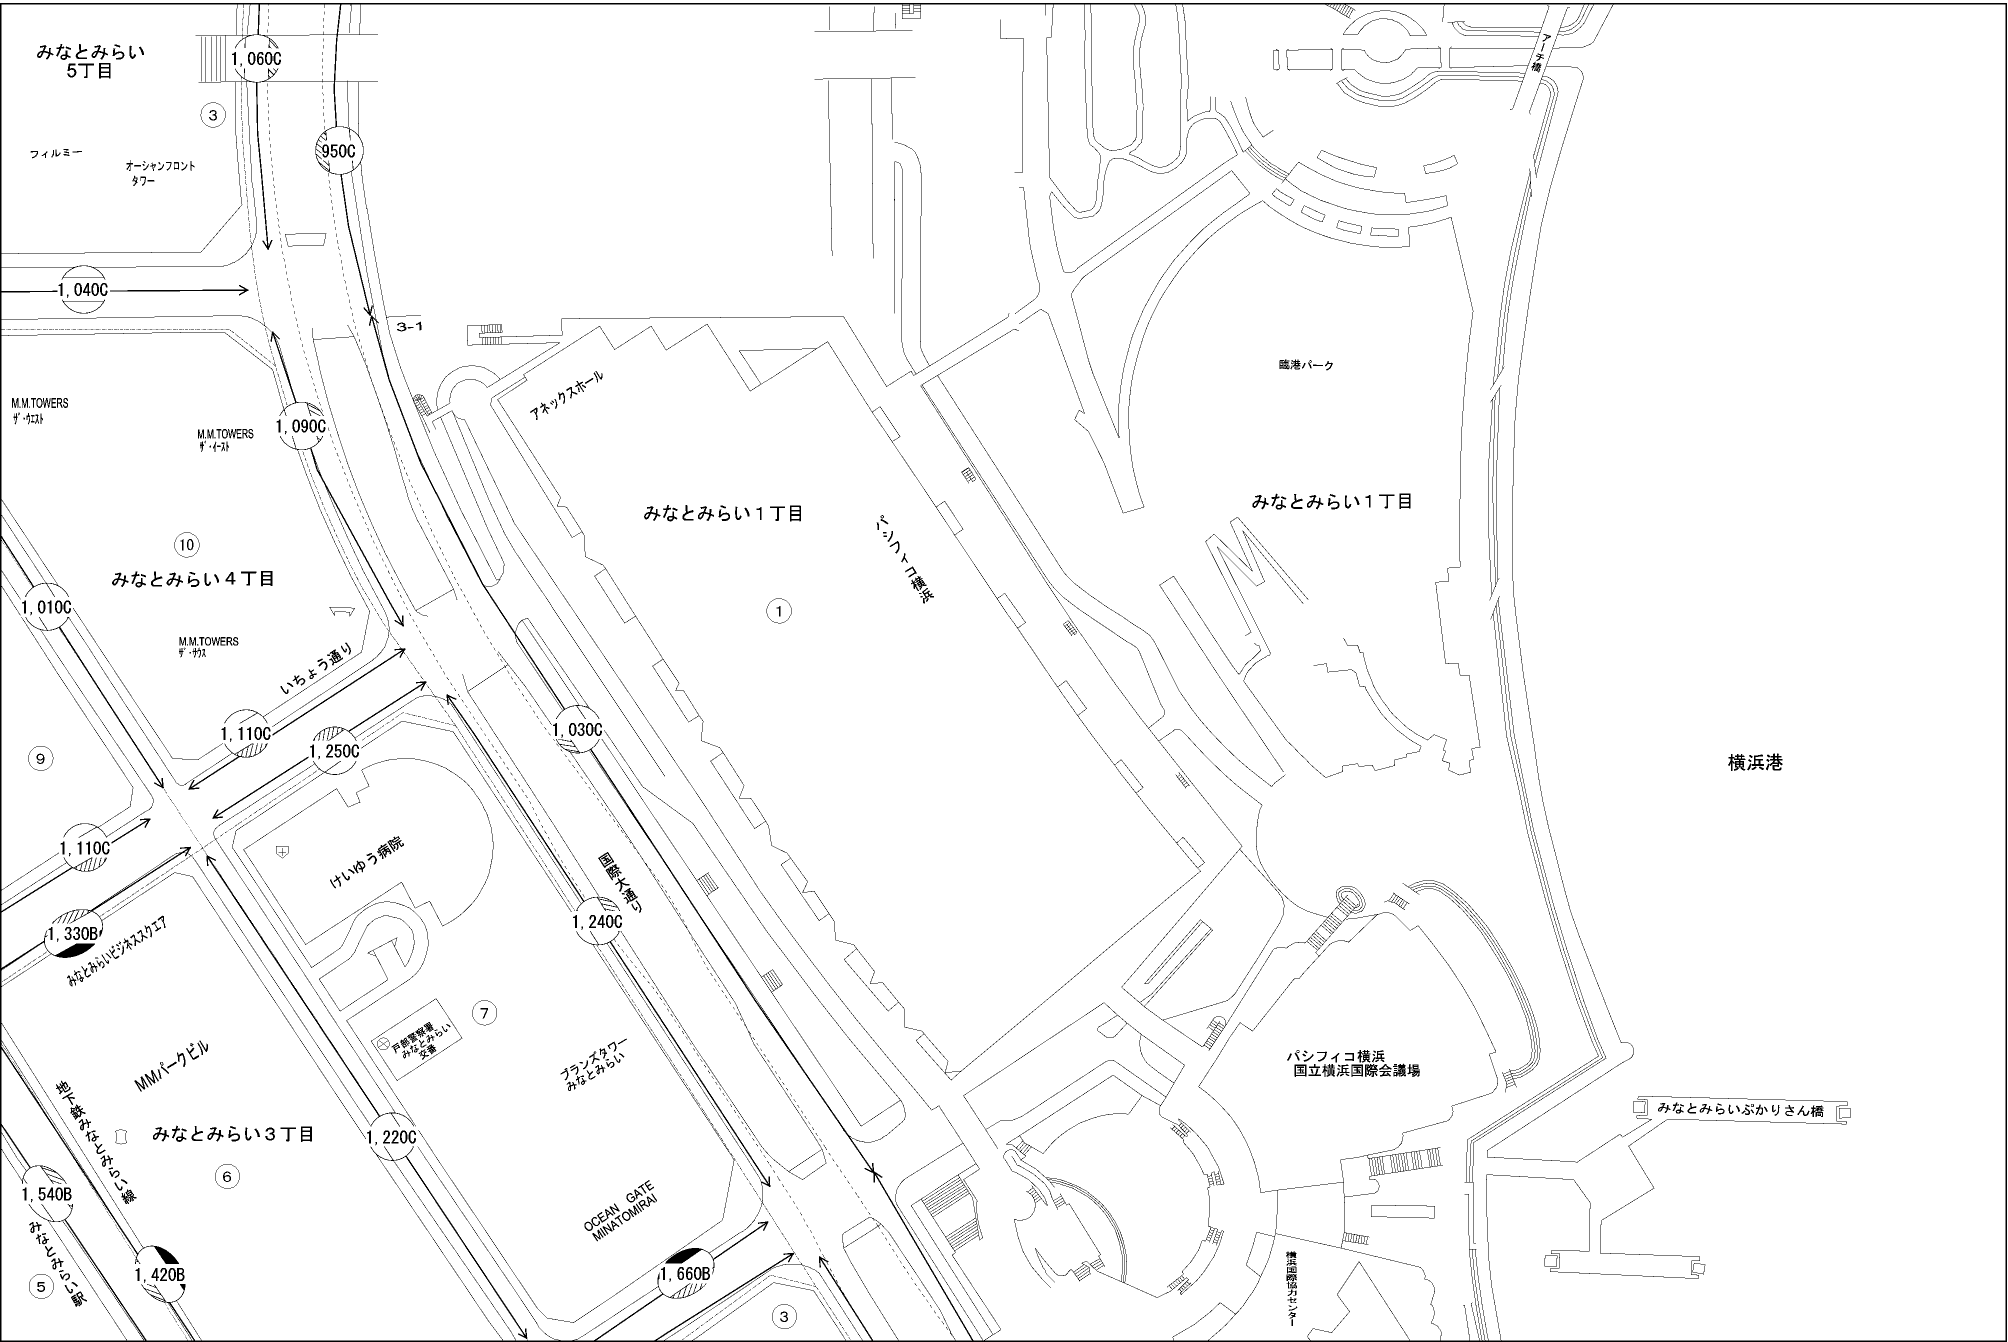 みなとみらい
5丁目
1,060C
アーチ橋
③
950C
フィルミー
オーシャンフロント
タワー
1,040C
3-1
臨港パーク
アネックスホール
M.M.TOWERS
ザ・ウエスト
1,090C
M.M.TOWERS
ザ・イースト
みなとみらい1丁目
みなとみらい1丁目
パシフィコ横浜
⑩
みなとみらい4丁目
1,010C
①
M.M.TOWERS
ザ・サウス
いちょう通り
1,110C
1,250C
1,030C
⑨
横浜港
1,110C
けいゆう病院
国際大通り
1,240C
1,330B
みなとみらいビジネススクエア
⑦
戸部警察署
みなとみらい
交番
ブランズタワー
みなとみらい
MMパークビル
パシフィコ横浜
国立横浜国際会議場
地下鉄みなとみらい線
みなとみらいぷかりさん橋
みなとみらい3丁目
1,220C
⑥
1,540B
OCEAN GATE
MINATOMIRAI
みなとみらい駅
1,420B
1,660B
⑤
横浜国際協力センター
③